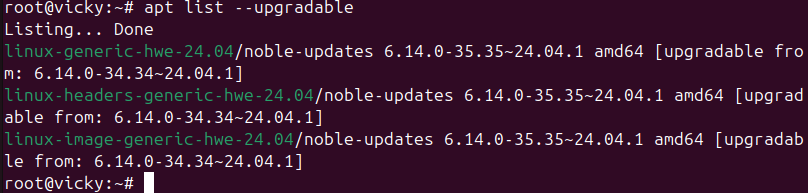 root@vicky:~# apt list --upgradable
Listing... Done
linux-generic-hwe-24.04/noble-updates 6.14.0-35.35~24.04.1 amd64 [upgradable fro
m: 6.14.0-34.34~24.04.1]
linux-headers-generic-hwe-24.04/noble-updates 6.14.0-35.35~24.04.1 amd64 [upgrad
able from: 6.14.0-34.34~24.04.1]
linux-image-generic-hwe-24.04/noble-updates 6.14.0-35.35~24.04.1 amd64 [upgradab
le from: 6.14.0-34.34~24.04.1]
root@vicky:~#